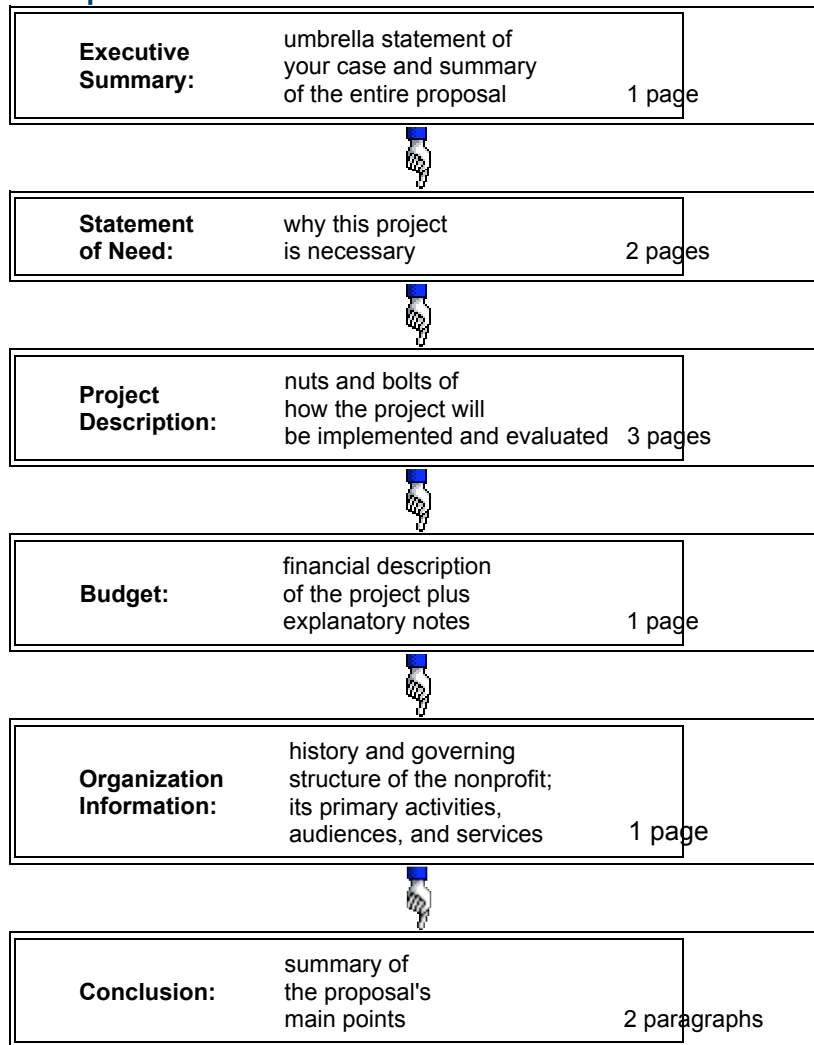 Executive
Summary:
umbrella statement of
your case and summary
of the entire proposal
1 page
Statement
of Need:
why this project
is necessary
2 pages
Project
Description:
nuts and bolts of
how the project will
be implemented and evaluated
3 pages
Budget:
financial description
of the project plus
explanatory notes
1 page
Organization
Information:
history and governing
structure of the nonprofit;
its primary activities,
audiences, and services
1 page
Conclusion:
summary of
the proposal's
main points
2 paragraphs